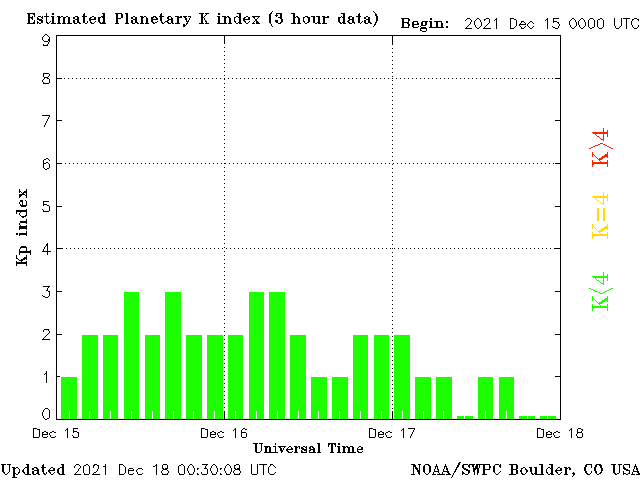 Estimated Planetary K index (3 hour data) Begin: 2021 Dec 15 0000 UTC
9
8
7
6
5
4
3
2
1
0
Kp index
K>4
K=4
K<4
Dec 15 Dec 16 Dec 17 Dec 18
Universal Time
Updated 2021 Dec 18 00:30:08 UTC NOAA/SWPC Boulder, CO USA